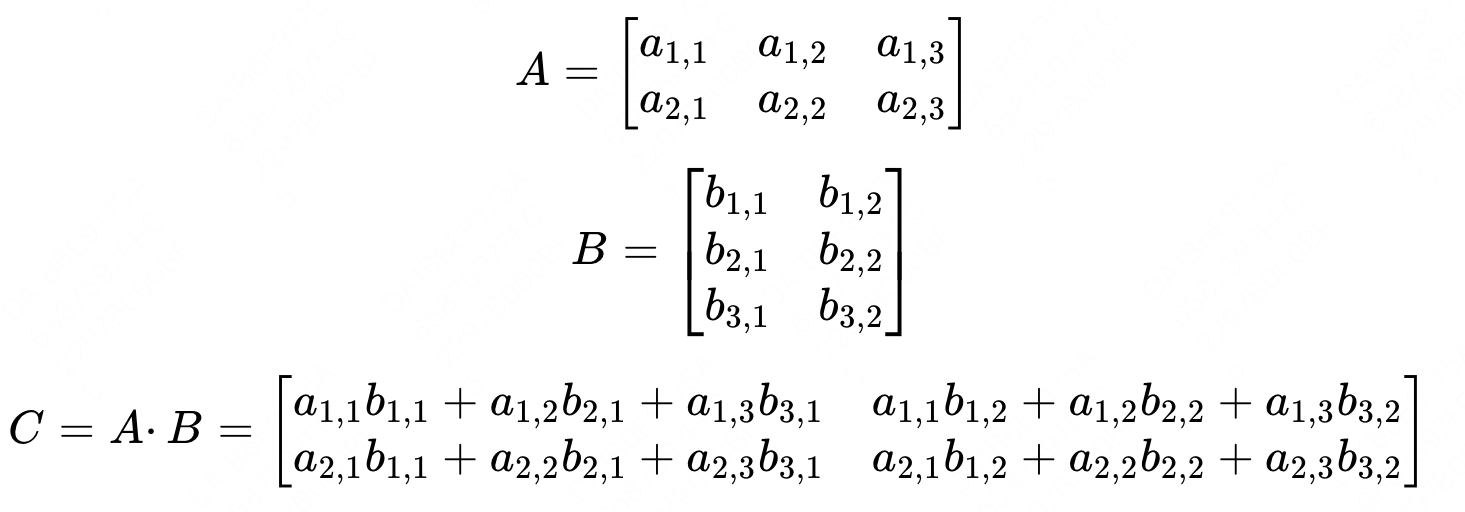 A = [a_{1,1} a_{1,2} a_{1,3}
a_{2,1} a_{2,2} a_{2,3}]
B = [b_{1,1} b_{1,2}
b_{2,1} b_{2,2}
b_{3,1} b_{3,2}]
C = A· B = [a_{1,1}b_{1,1} + a_{1,2}b_{2,1} + a_{1,3}b_{3,1} a_{1,1}b_{1,2} + a_{1,2}b_{2,2} + a_{1,3}b_{3,2}
a_{2,1}b_{1,1} + a_{2,2}b_{2,1} + a_{2,3}b_{3,1} a_{2,1}b_{1,2} + a_{2,2}b_{2,2} + a_{2,3}b_{3,2}]